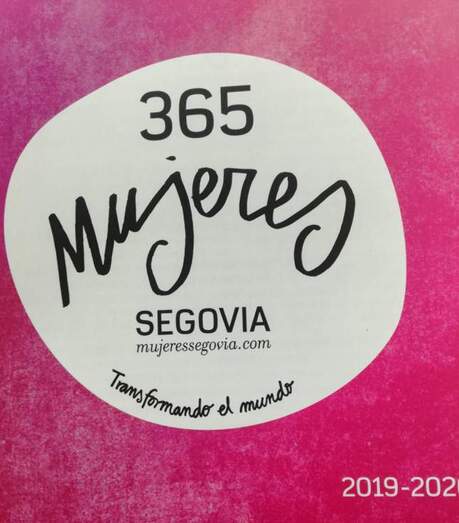 365
Mujeres
SEGOVIA
mujeressegovia.com
Transformando el mundo
2019-2020